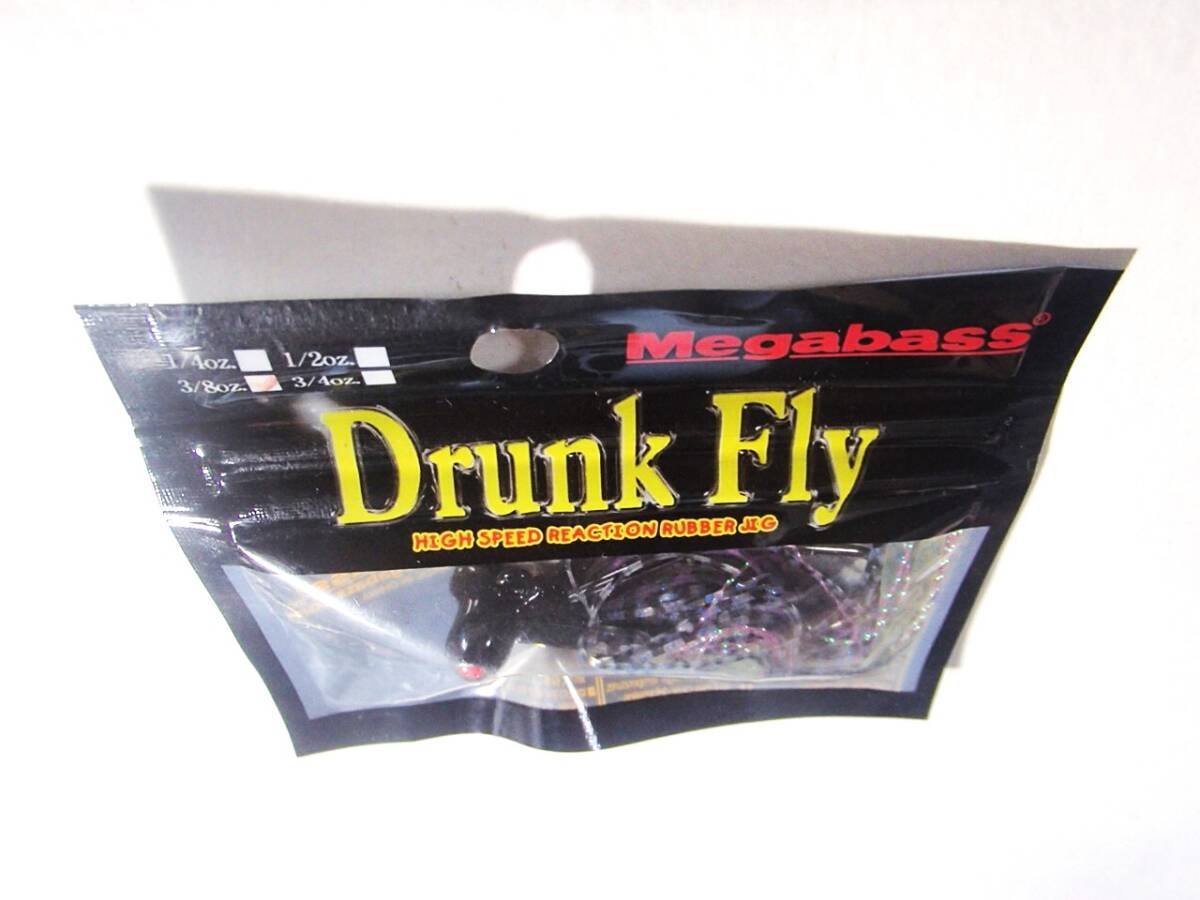 1/4oz. 1/2oz.
3/8oz. 3/4oz.
Megabass®
Drunk Fly
HIGH SPEED REACTION RUBBER JIG